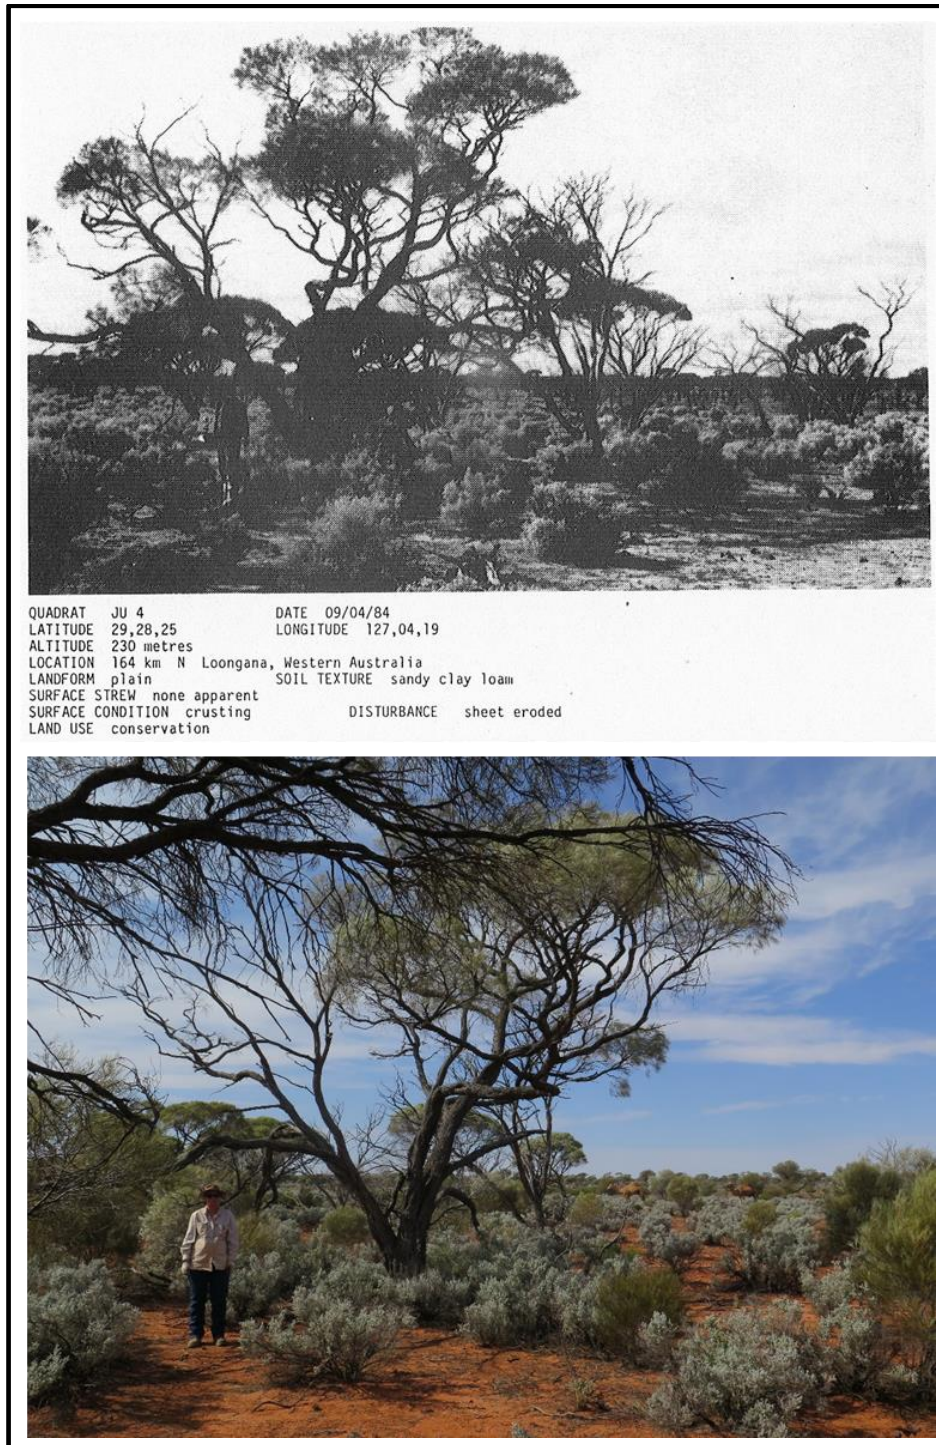 QUADRAT JU 4 DATE 09/04/84
LATITUDE 29,28,25 LONGITUDE 127,04,19
ALTITUDE 230 metres
LOCATION 164 km N Loongana, Western Australia
LANDFORM plain SOIL TEXTURE sandy clay loam
SURFACE STREW none apparent
SURFACE CONDITION crusting DISTURBANCE sheet eroded
LAND USE conservation